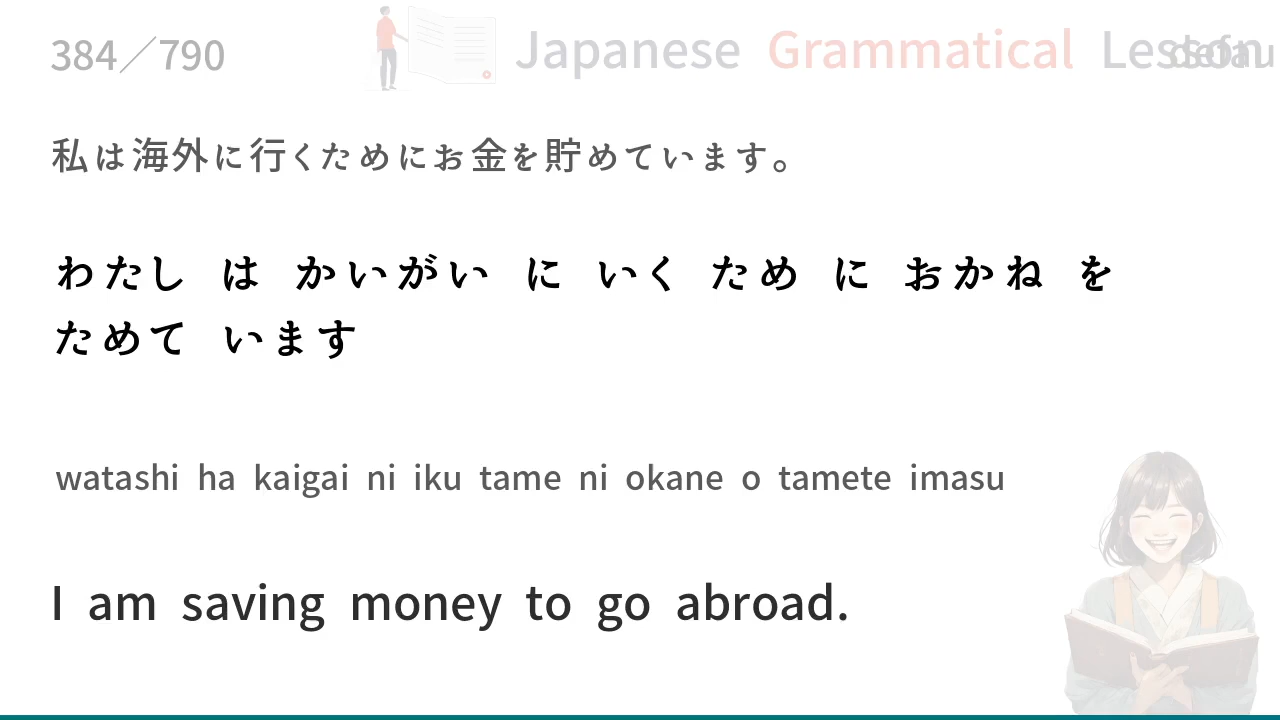 384／790
Japanese Grammatical Lesson
私は海外に行くためにお金を貯めています。
わたし は かいがい に いく ため に おかね を
ためて います
watashi ha kaigai ni iku tame ni okane o tamete imasu
I am saving money to go abroad.